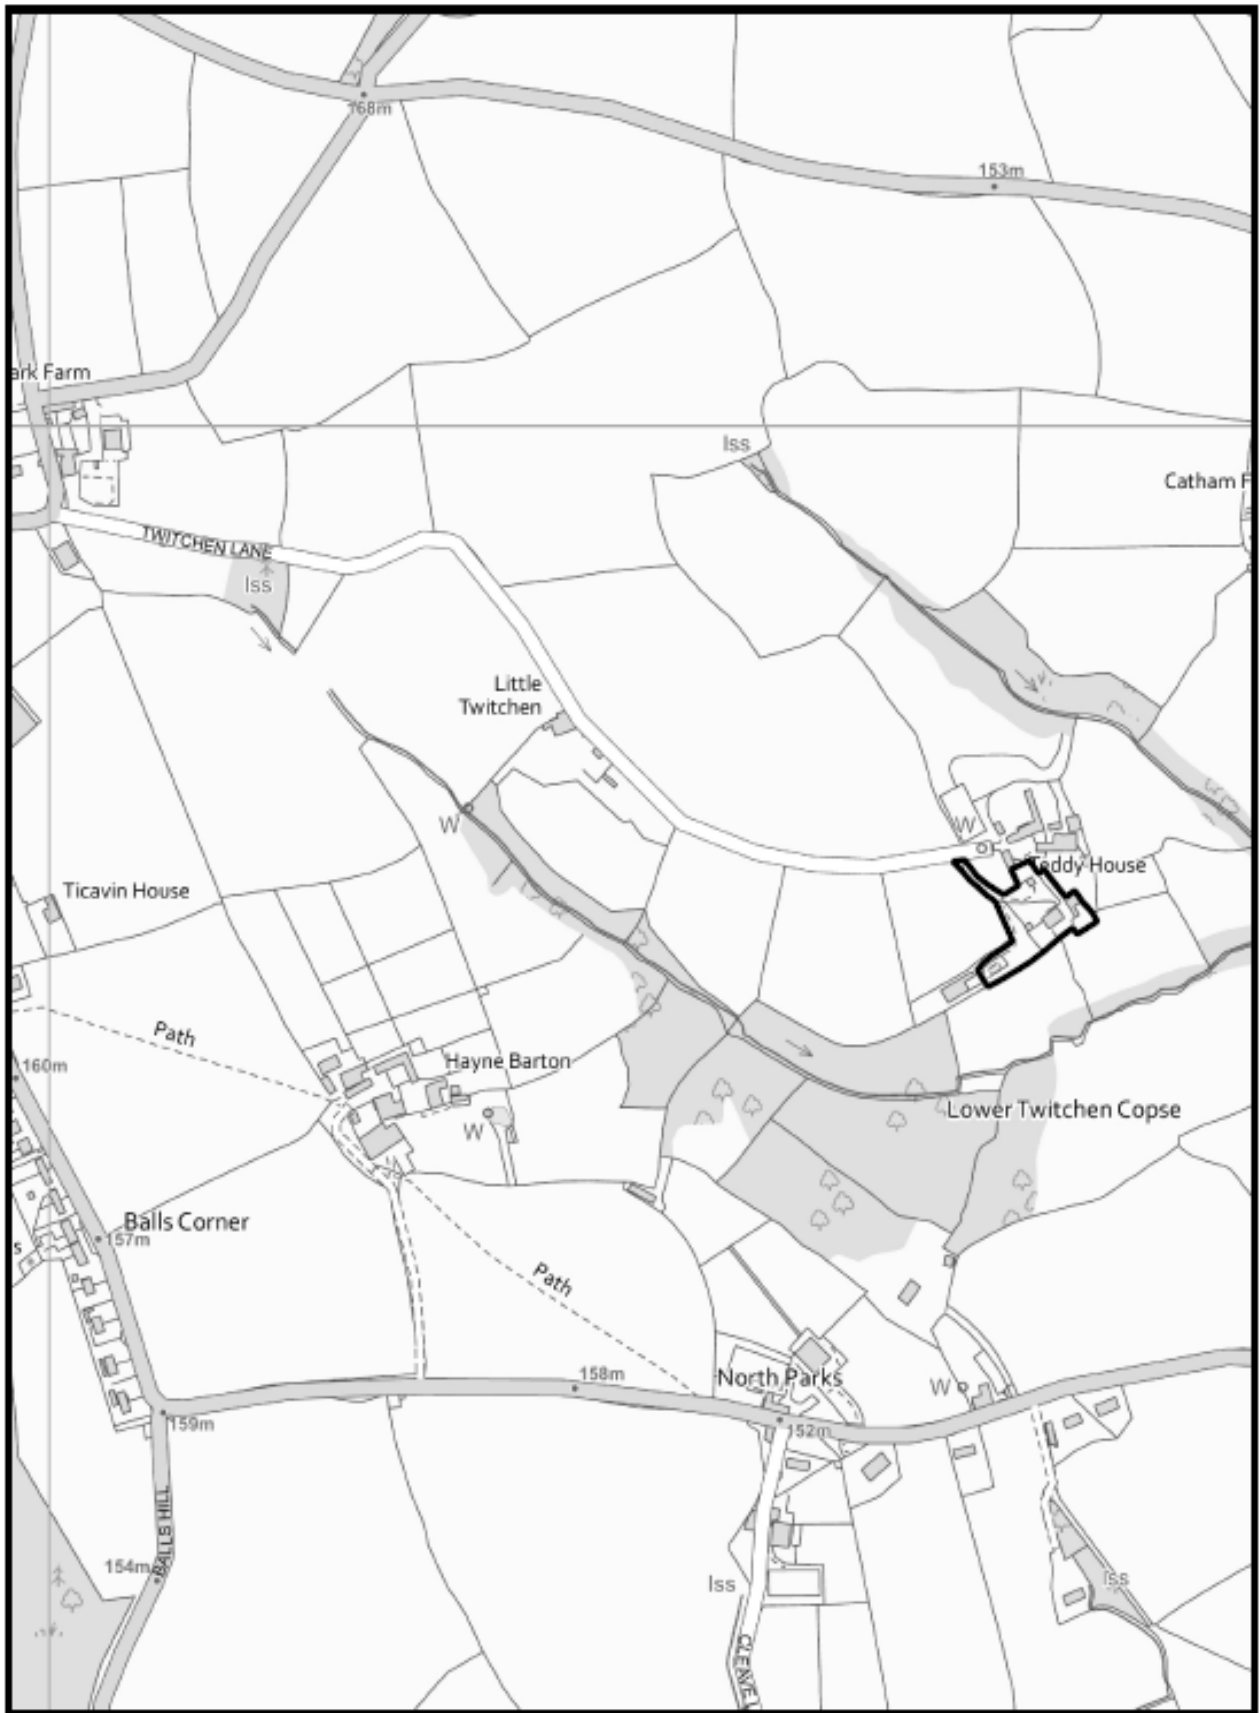 168m
153m
ark Farm
Iss
Catham F
TWITCHEN LANE
Iss
Little
Twitchen
W
W
Teddy House
Ticavin House
Path
Hayne Barton
160m
W
Lower Twitchen Copse
Balls Corner
157m
s
Path
158m
North Parks
W
159m
152m
BALLS HILL
154m
Iss
Iss
CLEAVE L